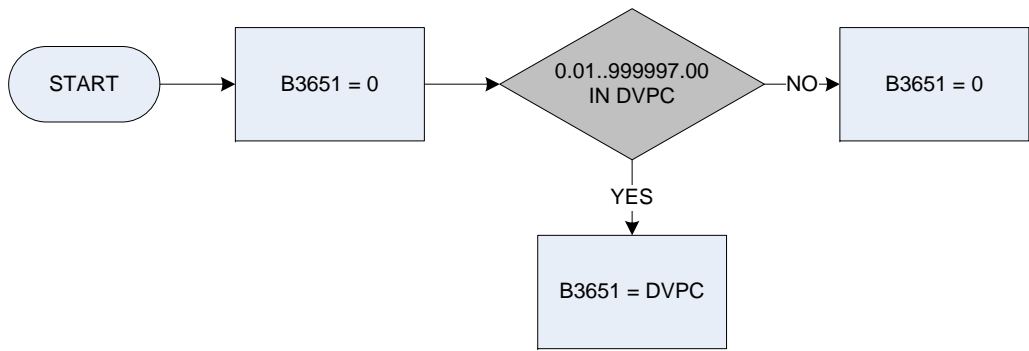 START
B3651 = 0
0.01..999997.00
IN DVPC
NO
B3651 = 0
YES
B3651 = DVPC